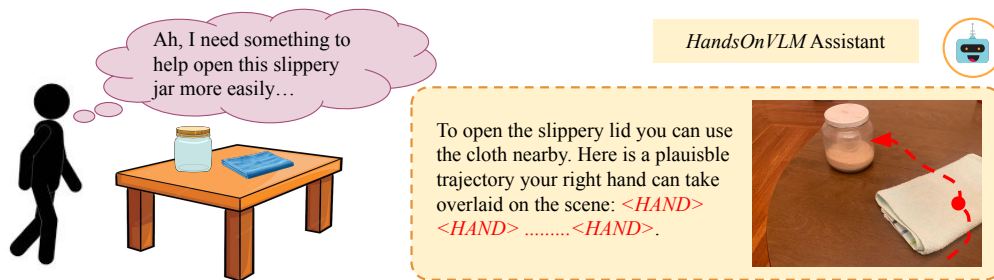 Ah, I need something to
help open this slippery
jar more easily…
HandsOnVLM Assistant
To open the slippery lid you can use
the cloth nearby. Here is a plauisble
trajectory your right hand can take
overlaid on the scene: <HAND>
<HAND> .........<HAND>.